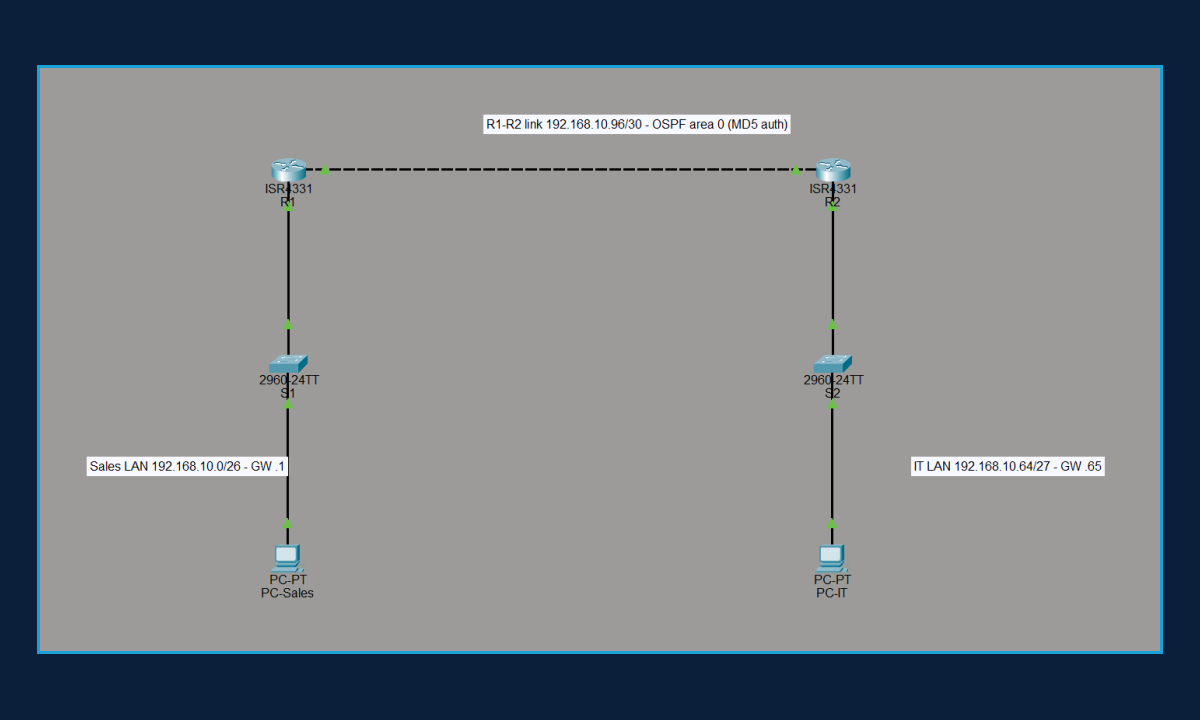 R1-R2 link 192.168.10.96/30 - OSPF area 0 (MD5 auth)
ISR4331
R1
ISR4331
R2
2960-24TT
S1
2960-24TT
S2
Sales LAN 192.168.10.0/26 - GW .1
IT LAN 192.168.10.64/27 - GW .65
PC-PT
PC-Sales
PC-PT
PC-IT